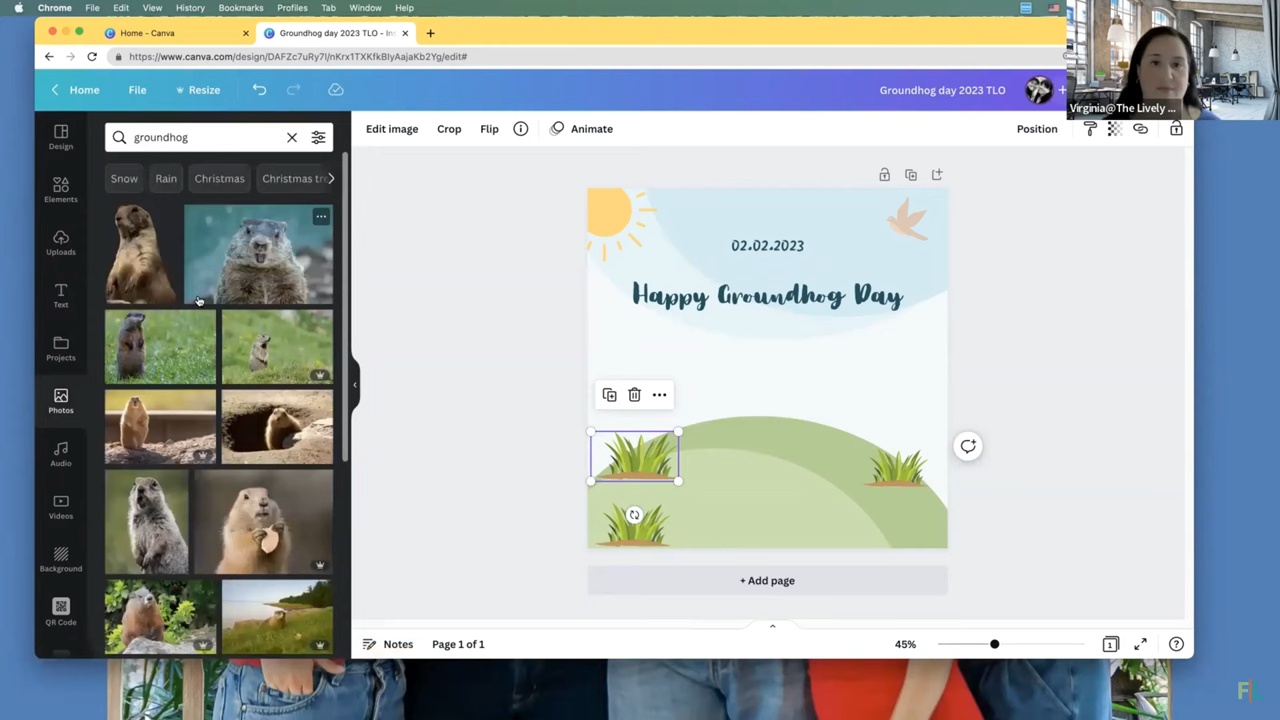 Chrome File Edit View History Bookmarks Profiles Tab Window Help
Home - Canva
Groundhog day 2023 TLO - In
https://www.canva.com/design/DAFZc7uRy7I/nKrx1TXKfkBlyAajaKb2Yg/edit#
Home File Resize
Groundhog day 2023 TLO
Virginia@The Lively ...
Design
Elements
Uploads
Text
Projects
Photos
Audio
Videos
Background
QR Code
groundhog
Snow Rain Christmas Christmas tr
Edit image Crop Flip Animate Position
02.02.2023
Happy Groundhog Day
+ Add page
Notes Page 1 of 1 45% 1
FL